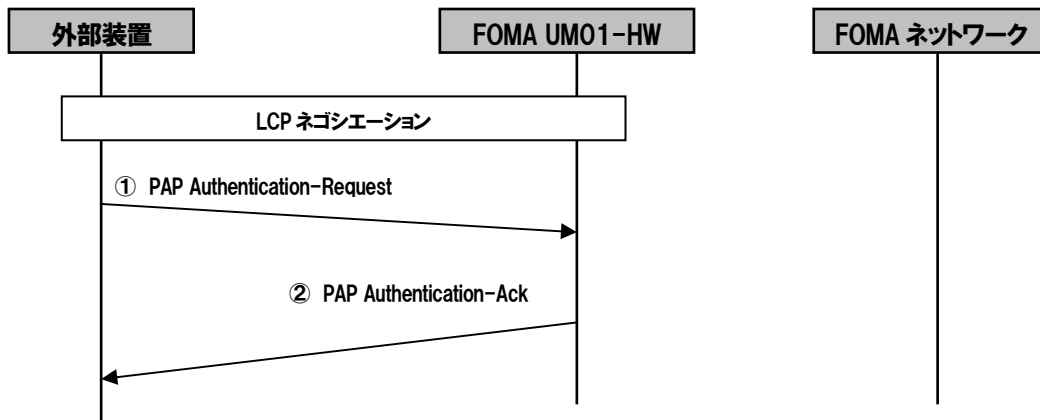 外部装置
FOMA UM01-HW
FOMA ネットワーク
LCP ネゴシエーション
① PAP Authentication-Request
② PAP Authentication-Ack